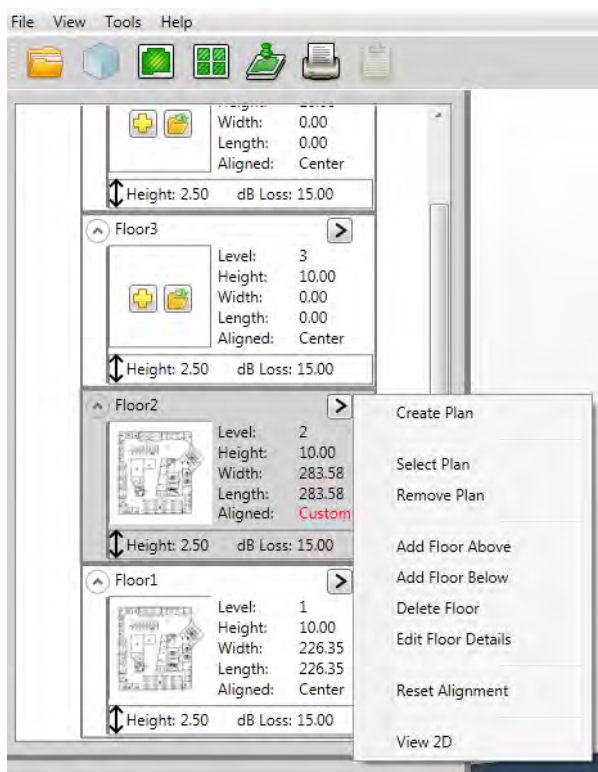 File View Tools Help
Width: 0.00
Length: 0.00
Aligned: Center
Height: 2.50 dB Loss: 15.00
Floor3
Level: 3
Height: 10.00
Width: 0.00
Length: 0.00
Aligned: Center
Height: 2.50 dB Loss: 15.00
Floor2
Level: 2
Height: 10.00
Width: 283.58
Length: 283.58
Aligned: Custom
Height: 2.50 dB Loss: 15.00
Floor1
Level: 1
Height: 10.00
Width: 226.35
Length: 226.35
Aligned: Center
Height: 2.50 dB Loss: 15.00
Create Plan
Select Plan
Remove Plan
Add Floor Above
Add Floor Below
Delete Floor
Edit Floor Details
Reset Alignment
View 2D